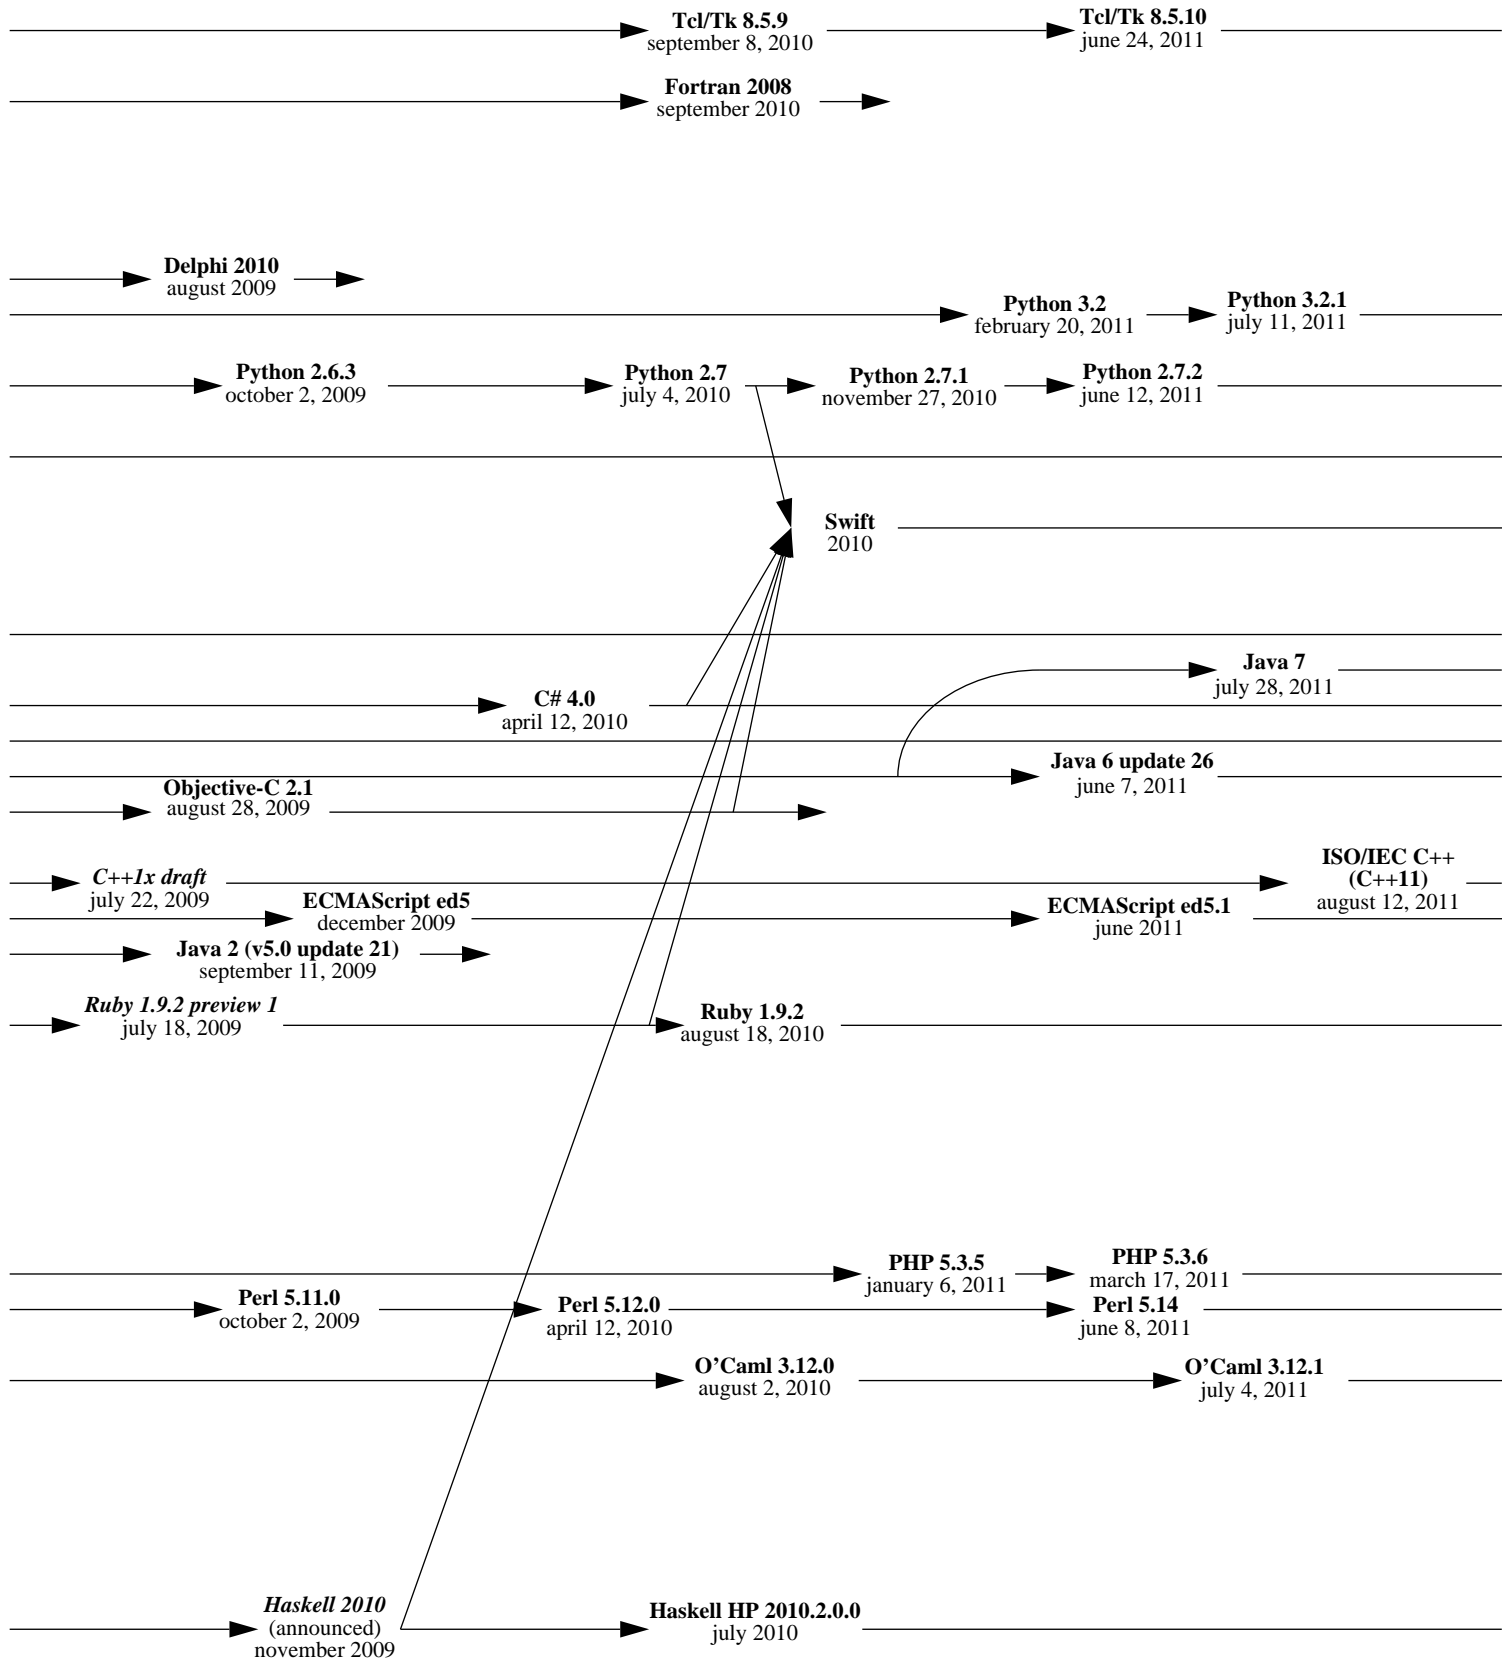 Tcl/Tk 8.5.9
september 8, 2010
Tcl/Tk 8.5.10
june 24, 2011
Fortran 2008
september 2010
Delphi 2010
august 2009
Python 3.2
february 20, 2011
Python 3.2.1
july 11, 2011
Python 2.6.3
october 2, 2009
Python 2.7
july 4, 2010
Python 2.7.1
november 27, 2010
Python 2.7.2
june 12, 2011
Swift
2010
Java 7
july 28, 2011
C# 4.0
april 12, 2010
Java 6 update 26
june 7, 2011
Objective-C 2.1
august 28, 2009
C++1x draft
july 22, 2009
ISO/IEC C++
(C++11)
august 12, 2011
ECMAScript ed5
december 2009
ECMAScript ed5.1
june 2011
Java 2 (v5.0 update 21)
september 11, 2009
Ruby 1.9.2 preview 1
july 18, 2009
Ruby 1.9.2
august 18, 2010
PHP 5.3.5
january 6, 2011
PHP 5.3.6
march 17, 2011
Perl 5.11.0
october 2, 2009
Perl 5.12.0
april 12, 2010
Perl 5.14
june 8, 2011
O’Caml 3.12.0
august 2, 2010
O’Caml 3.12.1
july 4, 2011
Haskell 2010
(announced)
november 2009
Haskell HP 2010.2.0.0
july 2010